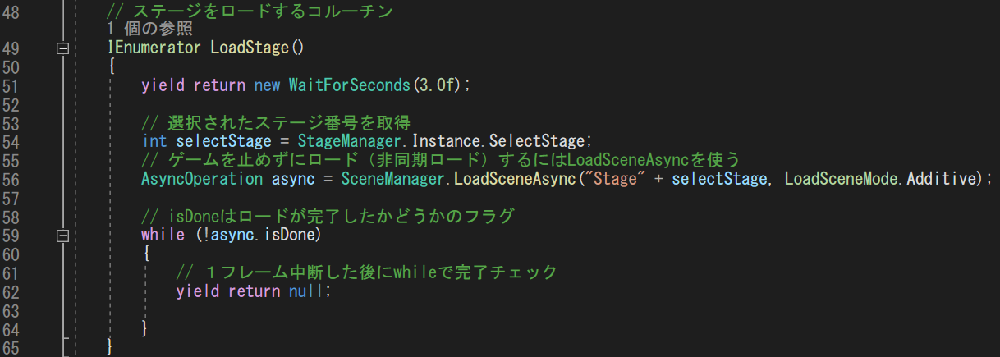 48 // ステージをロードするコルーチン
1 個の参照
49 IEnumerator LoadStage()
50 {
51 yield return new WaitForSeconds(3.0f);
52
53 // 選択されたステージ番号を取得
54 int selectStage = StageManager.Instance.SelectStage;
55 // ゲームを止めずにロード（非同期ロード）するにはLoadSceneAsyncを使う
56 AsyncOperation async = SceneManager.LoadSceneAsync("Stage" + selectStage, LoadSceneMode.Additive);
57
58 // isDoneはロードが完了したかどうかのフラグ
59 while (!async.isDone)
60 {
61 // １フレーム中断した後にwhileで完了チェック
62 yield return null;
63
64 }
65 }